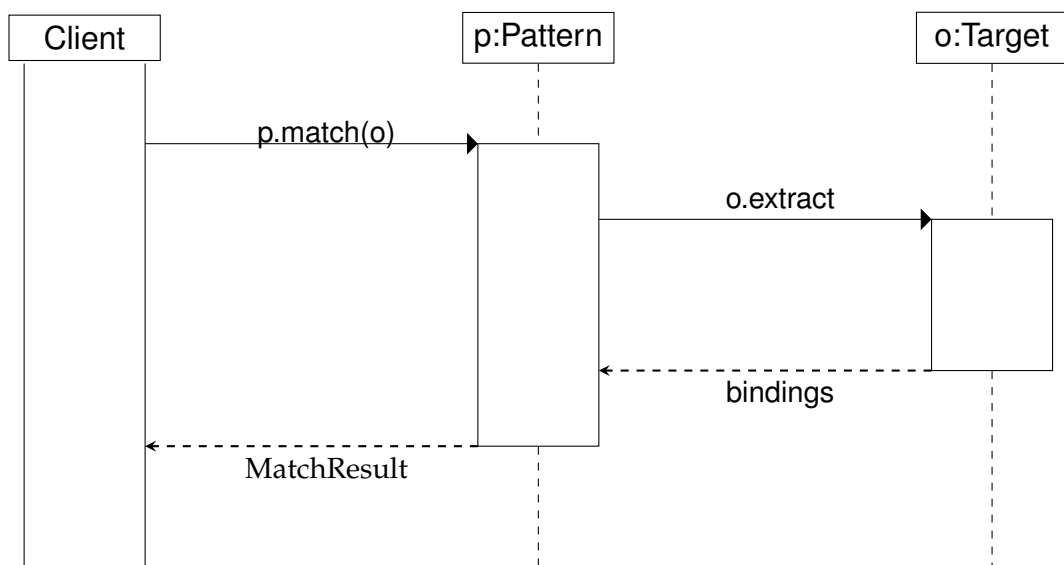 Client
p:Pattern
o:Target
p.match(o)
o.extract
bindings
MatchResult